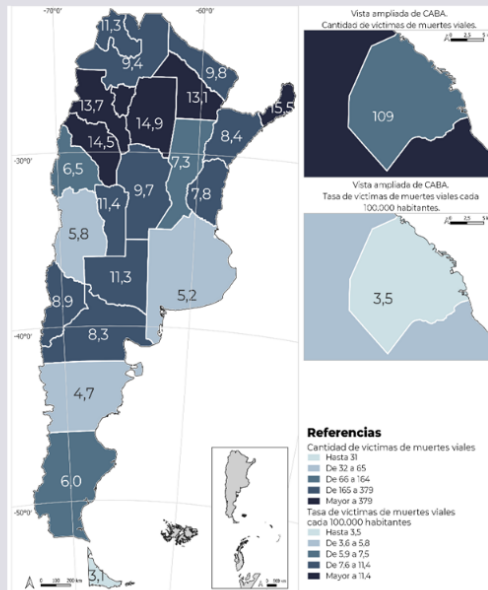 -70°0'
-60°0'
11,3
9,4
9,8
13,7
13,1
15,5
14,9
14,5
8,4
-30°0'
7,3
6,5
9,7
7,8
11,4
5,8
11,3
5,2
8,9
8,3
-40°0'
4,7
6,0
-50°0'
3,1
Vista ampliada de CABA.
Cantidad de víctimas de muertes viales.
109
Vista ampliada de CABA.
Tasa de víctimas de muertes viales cada
100.000 habitantes.
3,5
Referencias
Cantidad de víctimas de muertes viales
Hasta 31
De 32 a 65
De 66 a 164
De 165 a 379
Mayor a 379
Tasa de víctimas de muertes viales
cada 100.000 habitantes
Hasta 3,5
De 3,6 a 5,8
De 5,9 a 7,5
De 7,6 a 11,4
Mayor a 11,4